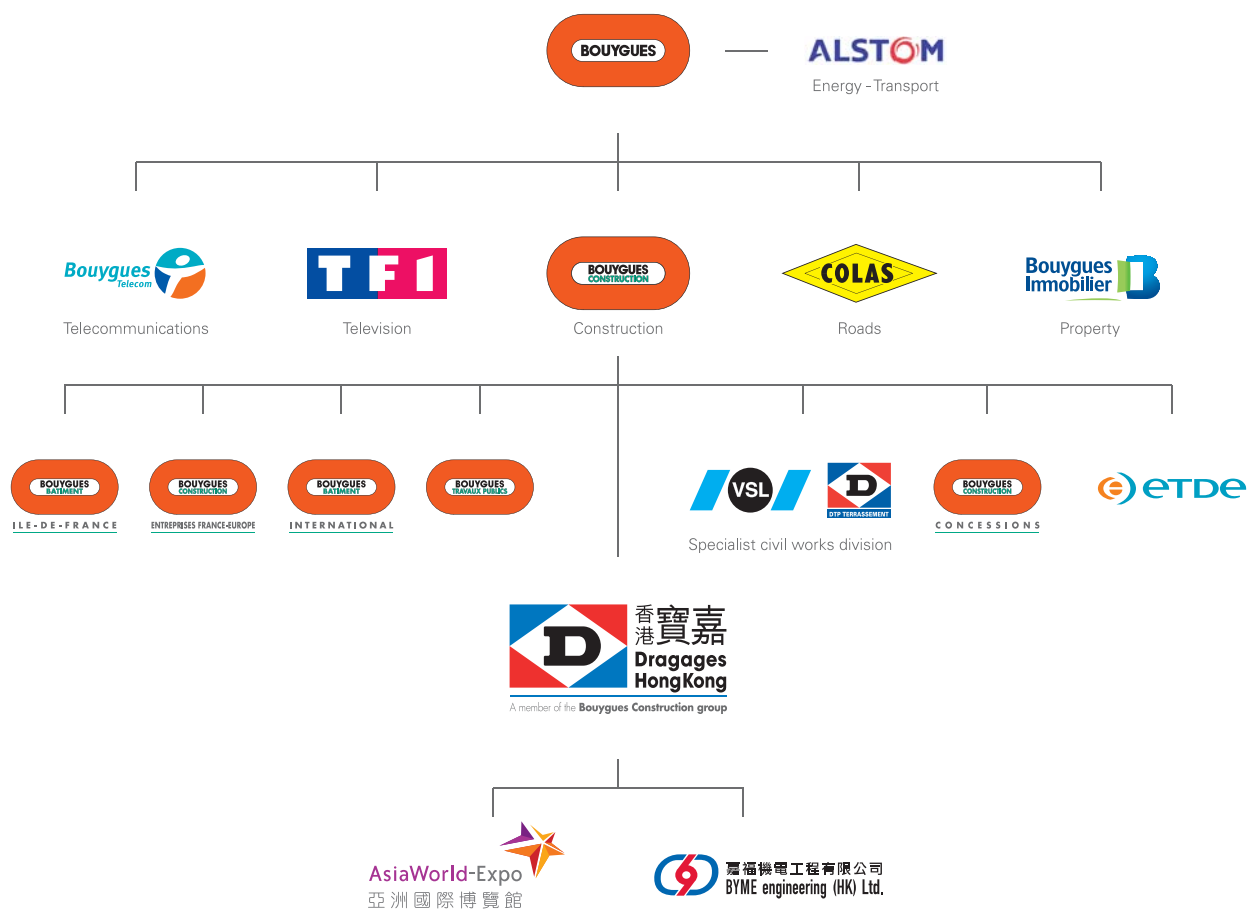 BOUYGUES
ALSTOM
Energy - Transport
Bouygues
Telecom
Telecommunications
TF1
Television
BOUYGUES
CONSTRUCTION
Construction
COLAS
Roads
Bouygues
Immobilier
Property
BOUYGUES
BATIMENT
ILE-DE-FRANCE
BOUYGUES
CONSTRUCTION
ENTREPRISES FRANCE-EUROPE
BOUYGUES
BATIMENT
INTERNATIONAL
BOUYGUES
TRAVAUX PUBLICS
VSL
D
DTP TERRASSEMENT
Specialist civil works division
BOUYGUES
CONSTRUCTION
CONCESSIONS
eTDE
D
香港寶嘉
Dragages
HongKong
A member of the Bouygues Construction group
AsiaWorld-Expo
亞洲國際博覽館
嘉福機電工程有限公司
BYME engineering (HK) Ltd.